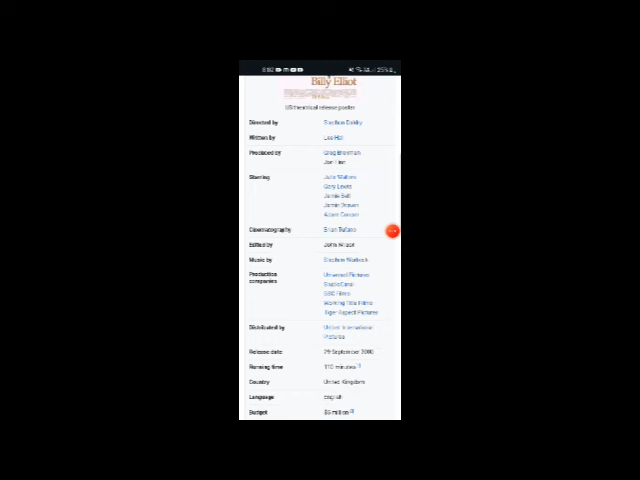 Billy Elliot
US theatrical release poster
Directed by Stephen Daldry
Written by Lee Hall
Produced by Greg Brenman
Jon Finn
Starring Julie Walters
Gary Lewis
Jamie Bell
Jamie Draven
Adam Cooper
Cinematography Brian Tufano
Edited by John Wilson
Music by Stephen Warbeck
Production companies
Universal Pictures
StudioCanal
BBC Films
Working Title Films
Tiger Aspect Pictures
Distributed by United International
Pictures
Release date 29 September 2000
Running time 110 minutes
Country United Kingdom
Language English
Budget $5 million